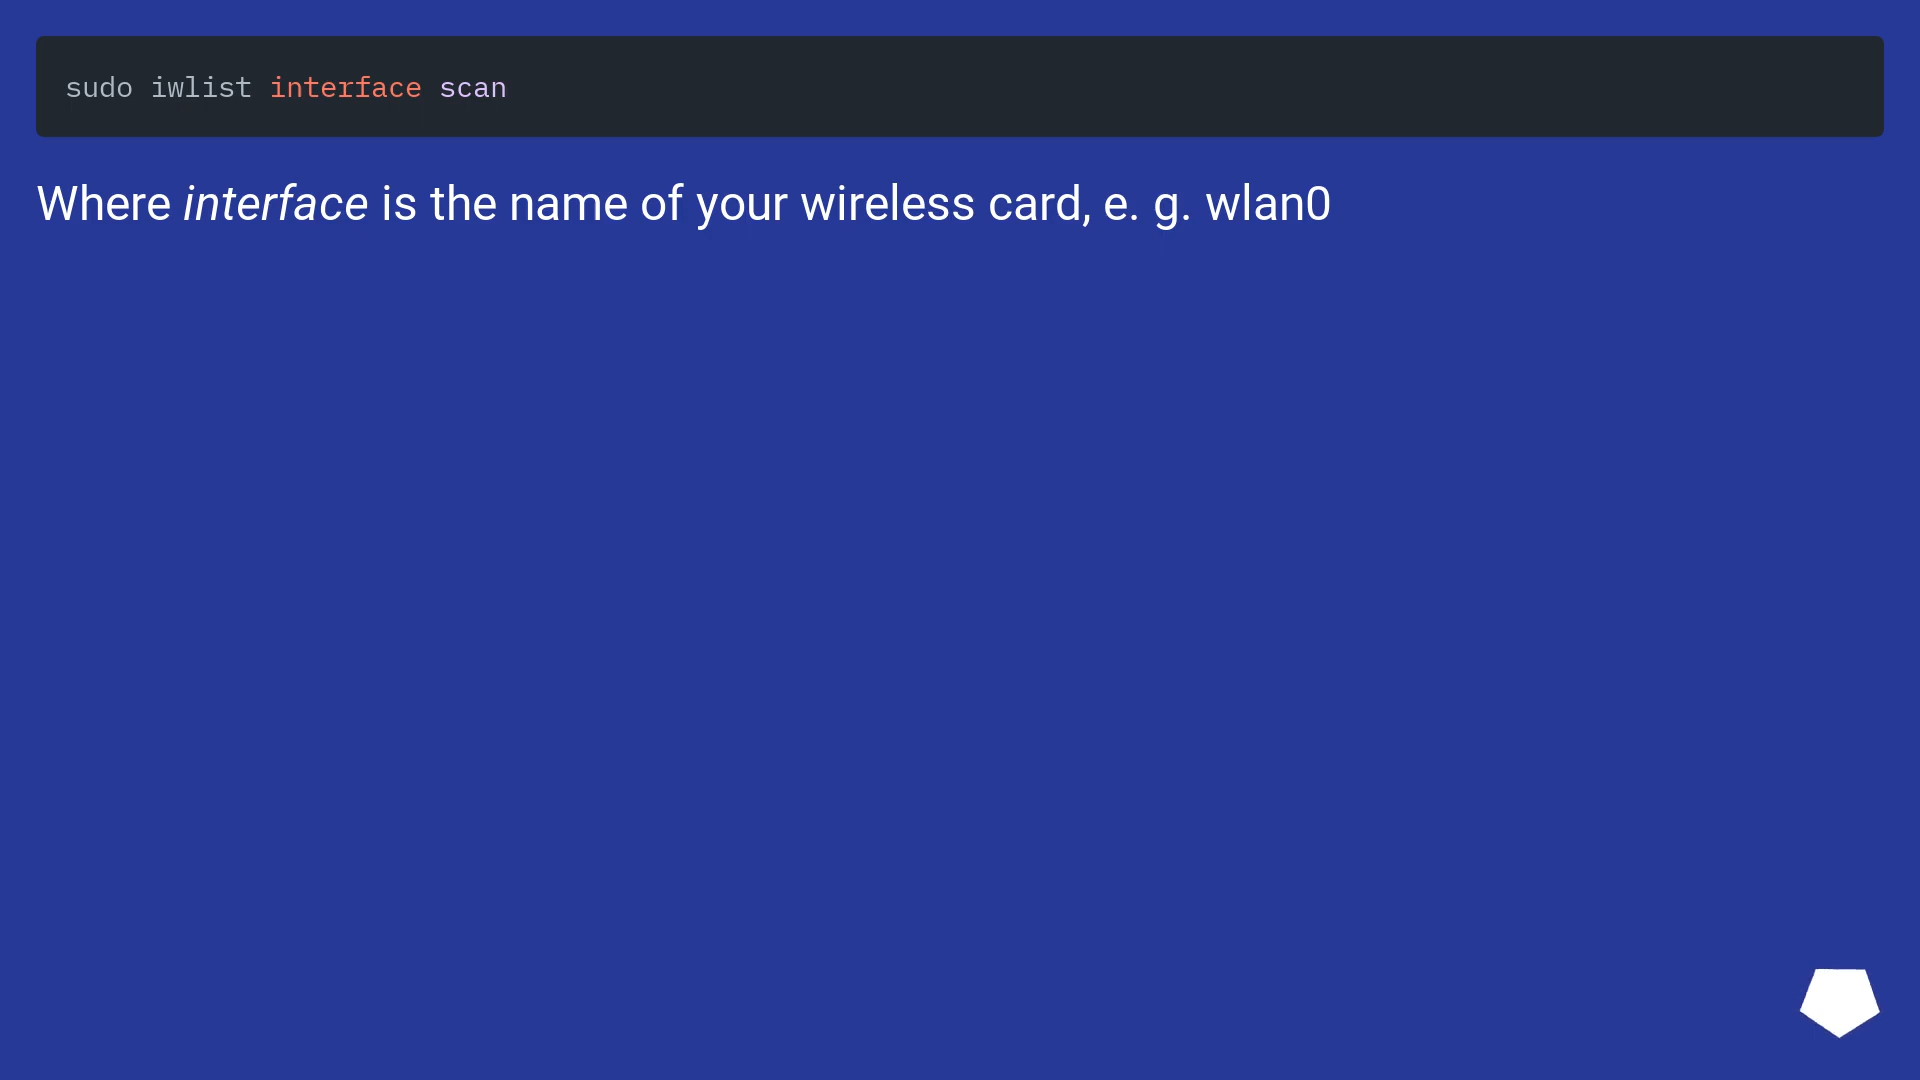 sudo iwlist interface scan
Where interface is the name of your wireless card, e. g. wlan0